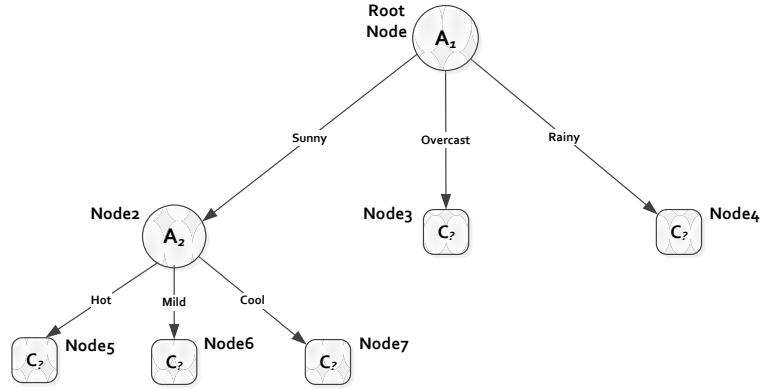 Root
Node
A1
Sunny
Overcast
Rainy
Node2
A2
Node3
C?
Node4
C?
Hot
Mild
Cool
Node5
C?
Node6
C?
Node7
C?